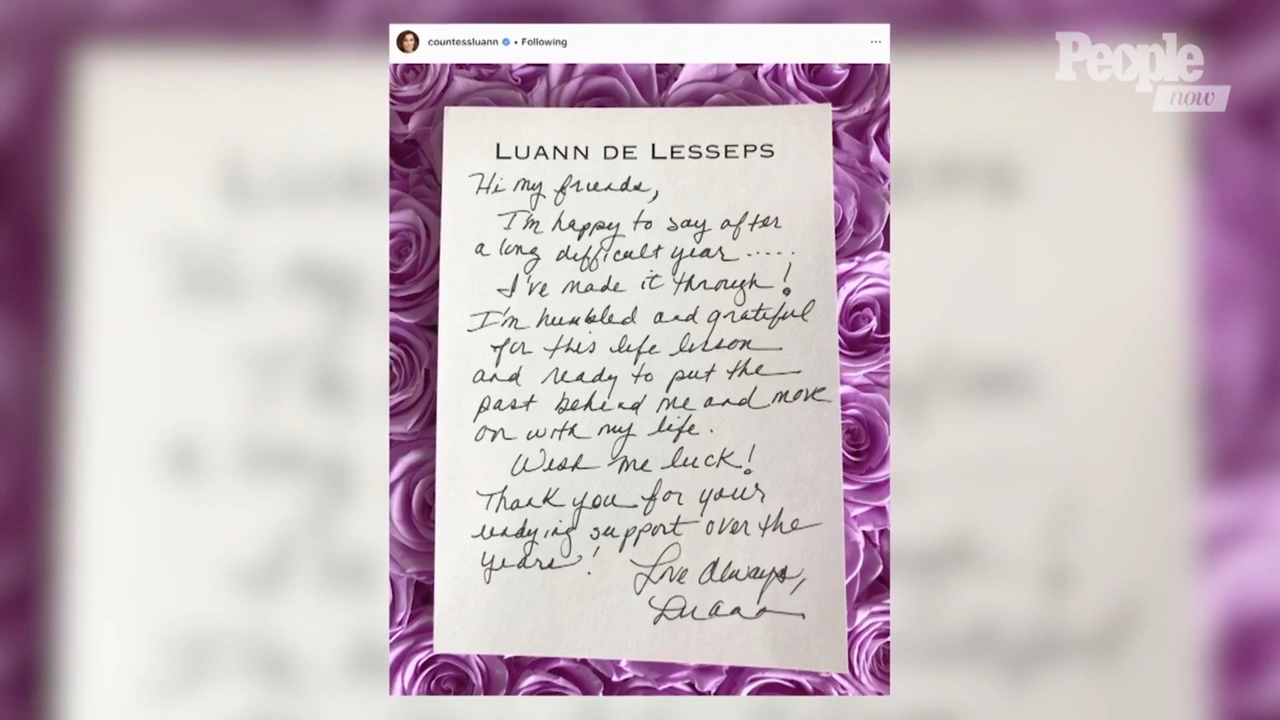 countessluann • Following
...
People
now
LUANN DE LESSEPS
Hi my friends,
I'm happy to say after
a long difficult year .....
I've made it through!
I'm humbled and grateful
for this life lesson
and ready to put the
past behind me and move
on with my life.
Wish me luck!
Thank you for your
undying support over the
years!
Love Always,
Luann